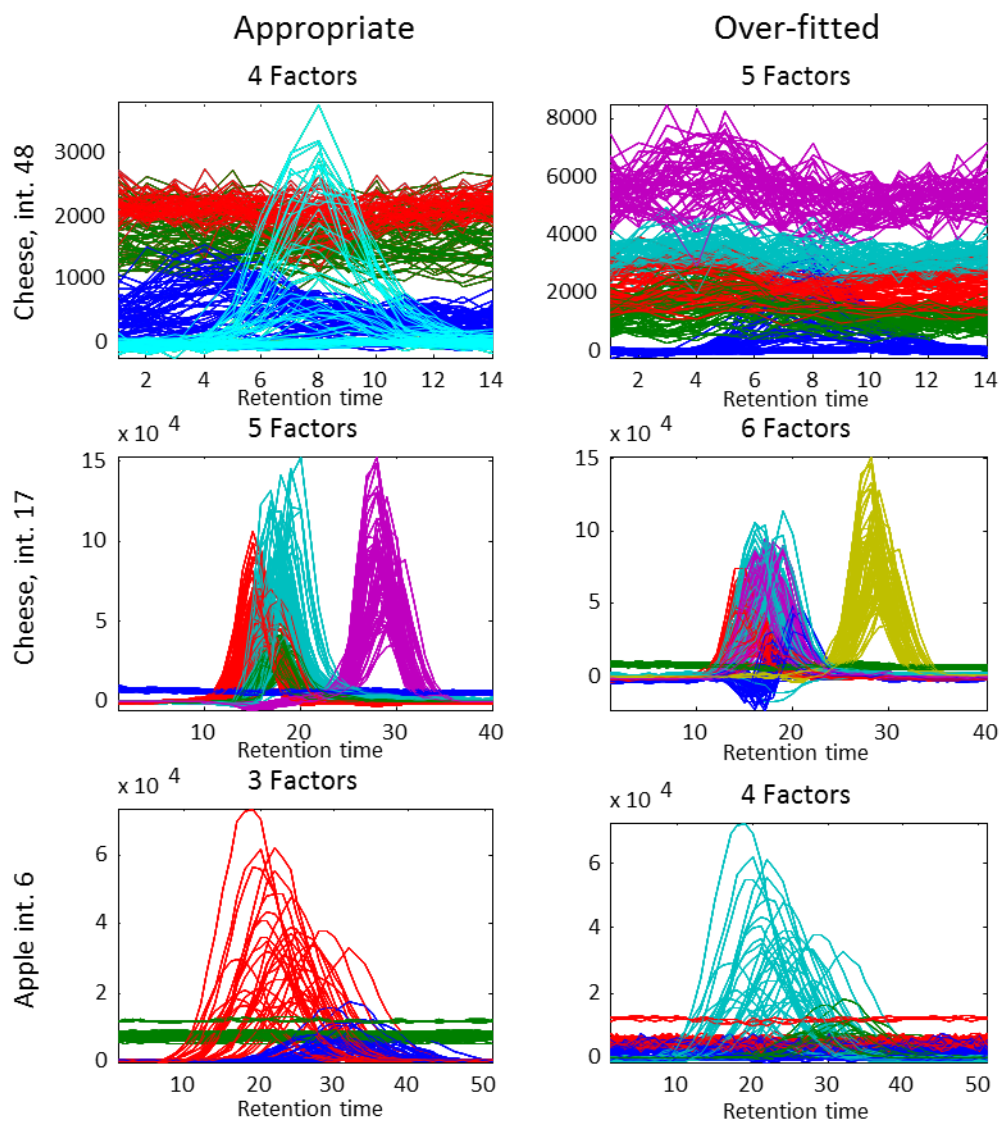 Appropriate
Over-fitted
4 Factors
5 Factors
Cheese, int. 48
3000
2000
1000
0
2 4 6 8 10 12 14
Retention time
8000
6000
4000
2000
0
2 4 6 8 10 12 14
Retention time
x 10 4
5 Factors
x 10 4
6 Factors
Cheese, int. 17
15
10
5
0
10 20 30 40
Retention time
15
10
5
0
10 20 30 40
Retention time
x 10 4
3 Factors
x 10 4
4 Factors
Apple int. 6
6
4
2
0
10 20 30 40 50
Retention time
6
4
2
0
10 20 30 40 50
Retention time